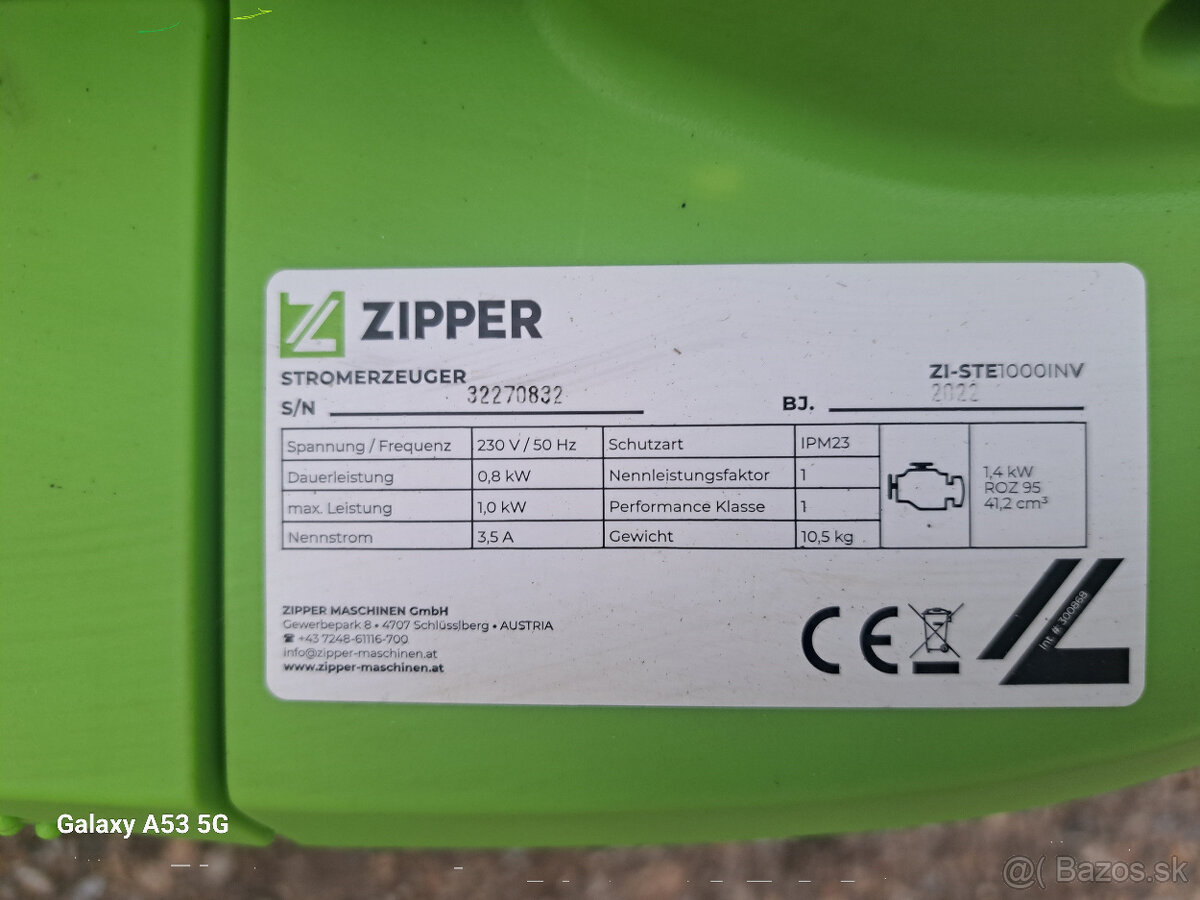 ZIPPER
STROMERZEUGER
ZI-STE1000INV
S/N 32270832
BJ. 2022
Spannung / Frequenz 230 V / 50 Hz Schutzart IPM23
Dauerleistung 0,8 kW Nennleistungsfaktor 1
max. Leistung 1,0 kW Performance Klasse 1
Nennstrom 3,5 A Gewicht 10,5 kg
1,4 kW
ROZ 95
41,2 cm³
ZIPPER MASCHINEN GmbH
Gewerbepark 8 • 4707 Schlüsslberg • AUSTRIA
☎ +43 7248-61116-700
info@zipper-maschinen.at
www.zipper-maschinen.at
CE
Int #: 300868
Galaxy A53 5G
@( Bazos.sk